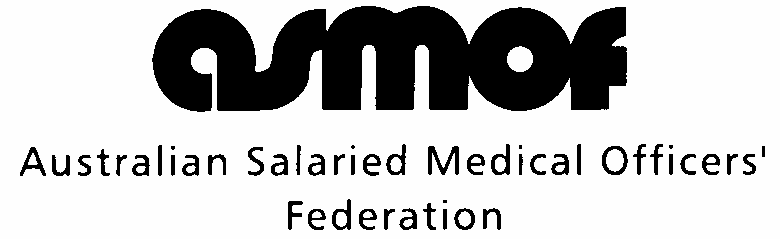 asmof
Australian Salaried Medical Officers'
Federation